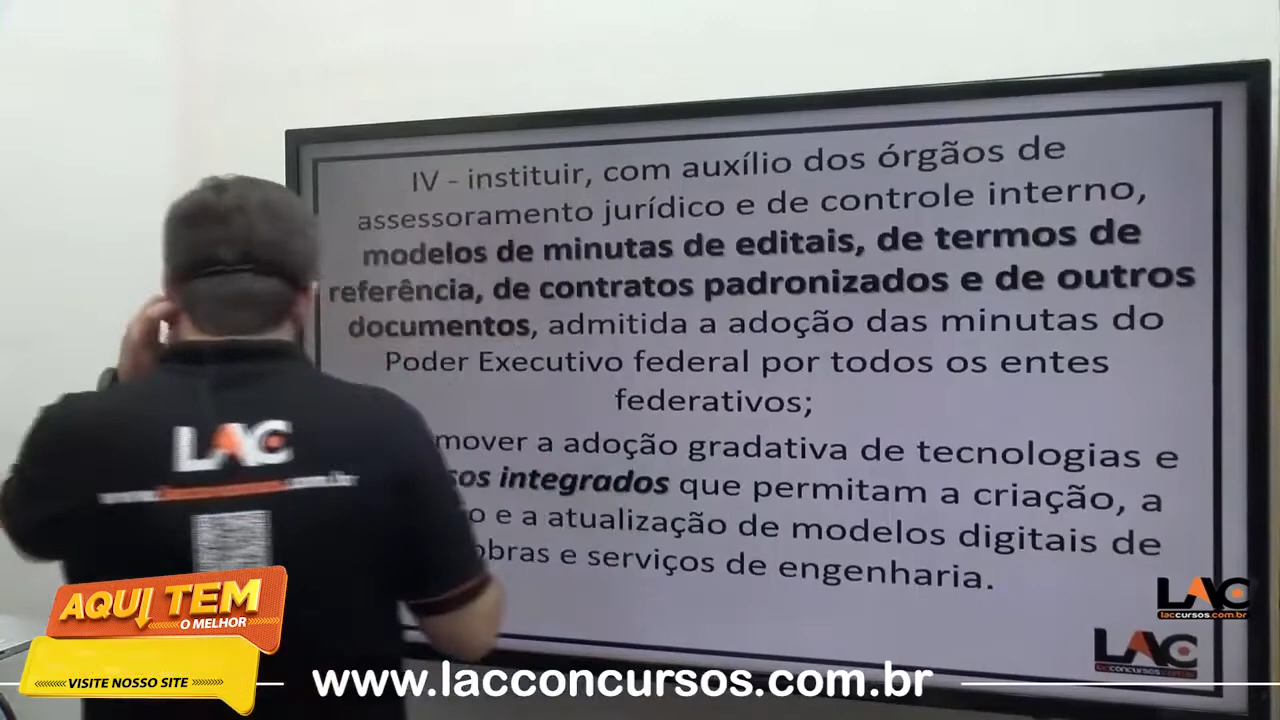 IV - instituir, com auxílio dos órgãos de
assessoramento jurídico e de controle interno,
modelos de minutas de editais, de termos de
referência, de contratos padronizados e de outros
documentos, admitida a adoção das minutas do
Poder Executivo federal por todos os entes
federativos;
mover a adoção gradativa de tecnologias e
sos integrados que permitam a criação, a
o e a atualização de modelos digitais de
obras e serviços de engenharia.
LAC
LAC
laccursos.com.br
LAC
lacconcursos.com.br
AQUI TEM
O MELHOR
VISITE NOSSO SITE
www.lacconcursos.com.br